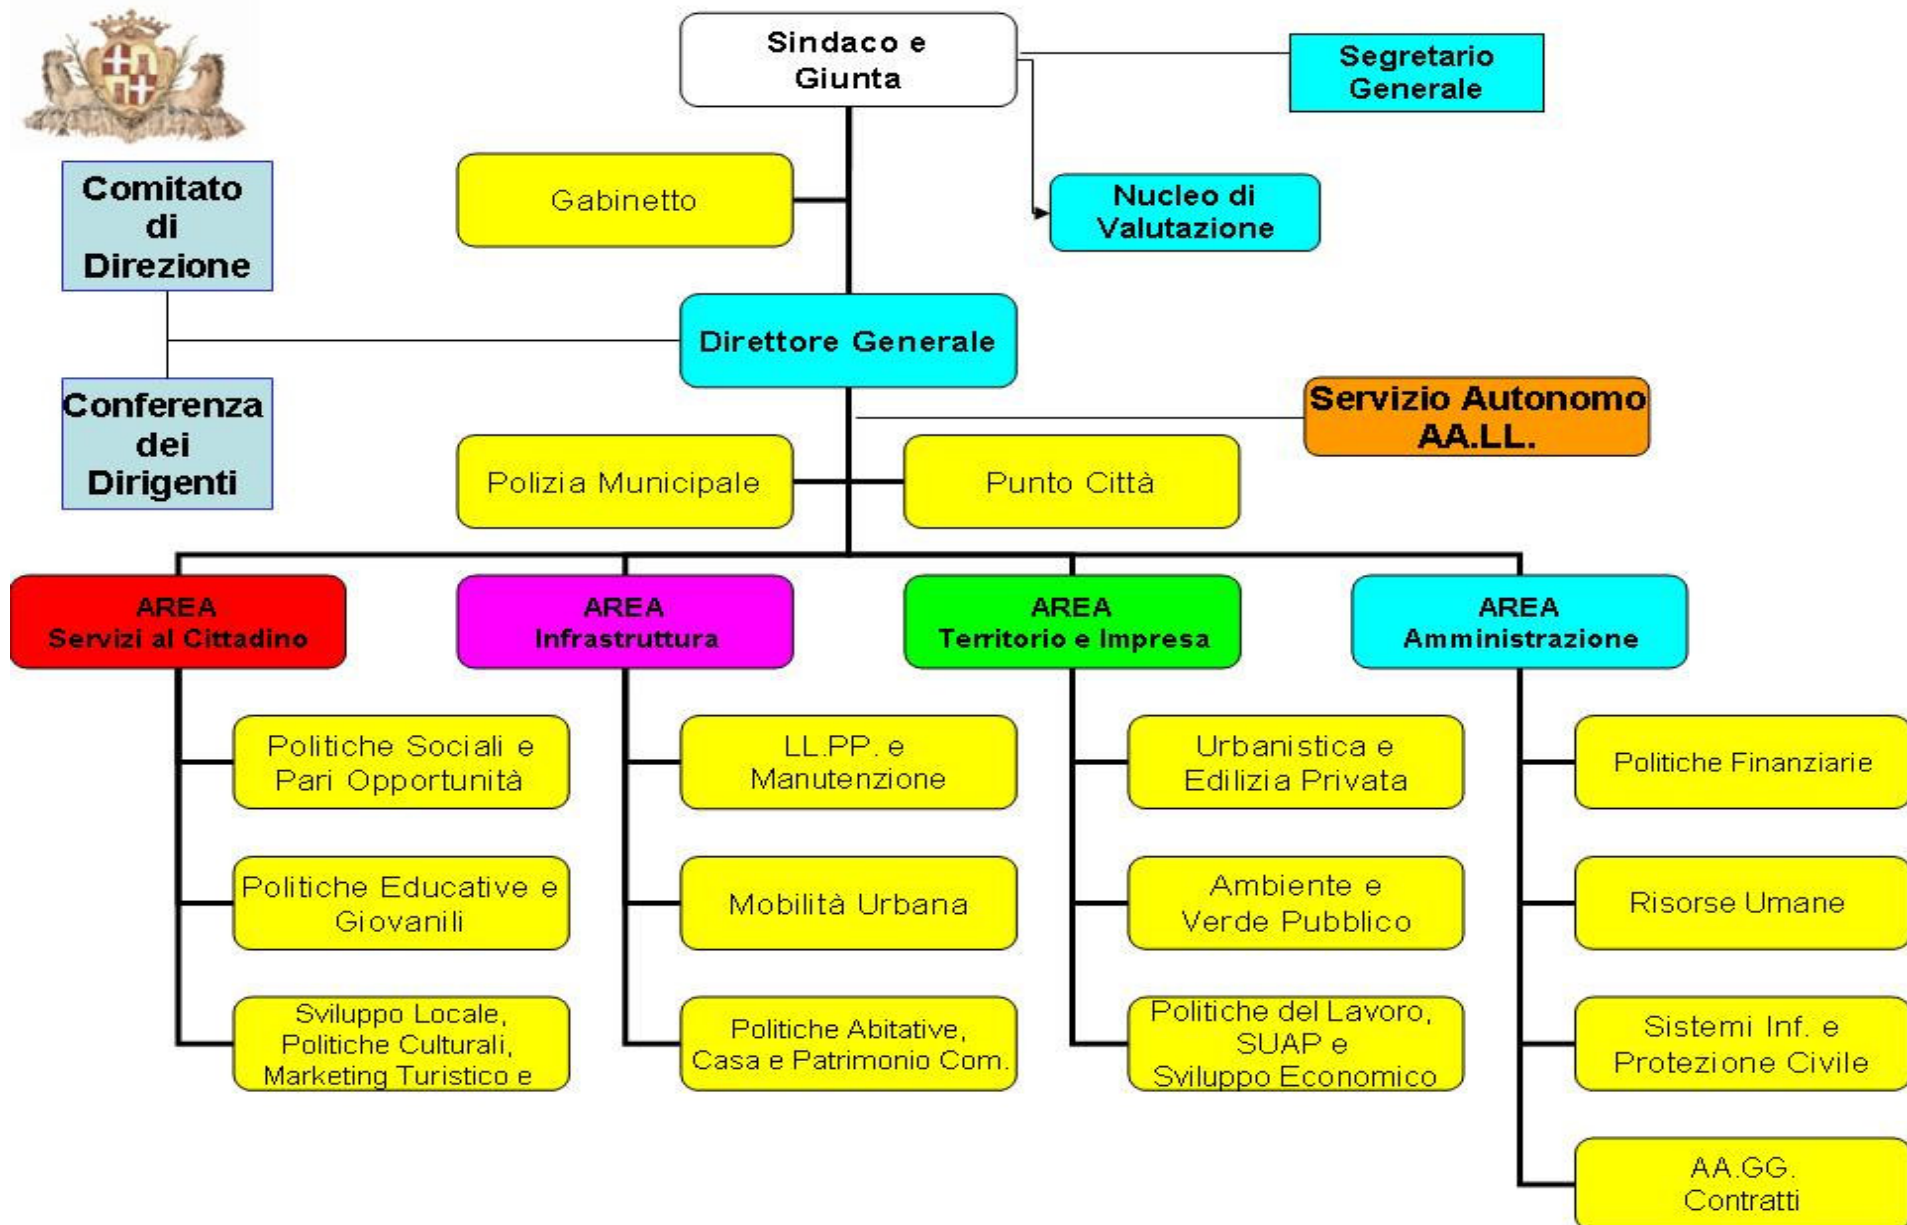 Sindaco e
Giunta
Segretario
Generale
Gabinetto
Nucleo di
Valutazione
Comitato
di
Direzione
Direttore Generale
Conferenza
dei
Dirigenti
Servizio Autonomo
AA.LL.
Polizia Municipale
Punto Città
AREA
Servizi al Cittadino
AREA
Infrastruttura
AREA
Territorio e Impresa
AREA
Amministrazione
Politiche Sociali e
Pari Opportunità
LL.PP. e
Manutenzione
Urbanistica e
Edilizia Privata
Politiche Finanziarie
Politiche Educative e
Giovanili
Mobilità Urbana
Ambiente e
Verde Pubblico
Risorse Umane
Sviluppo Locale,
Politiche Culturali,
Marketing Turistico e
Politiche Abitative,
Casa e Patrimonio Com.
Politiche del Lavoro,
SUAP e
Sviluppo Economico
Sistemi Inf. e
Protezione Civile
AA.GG.
Contratti